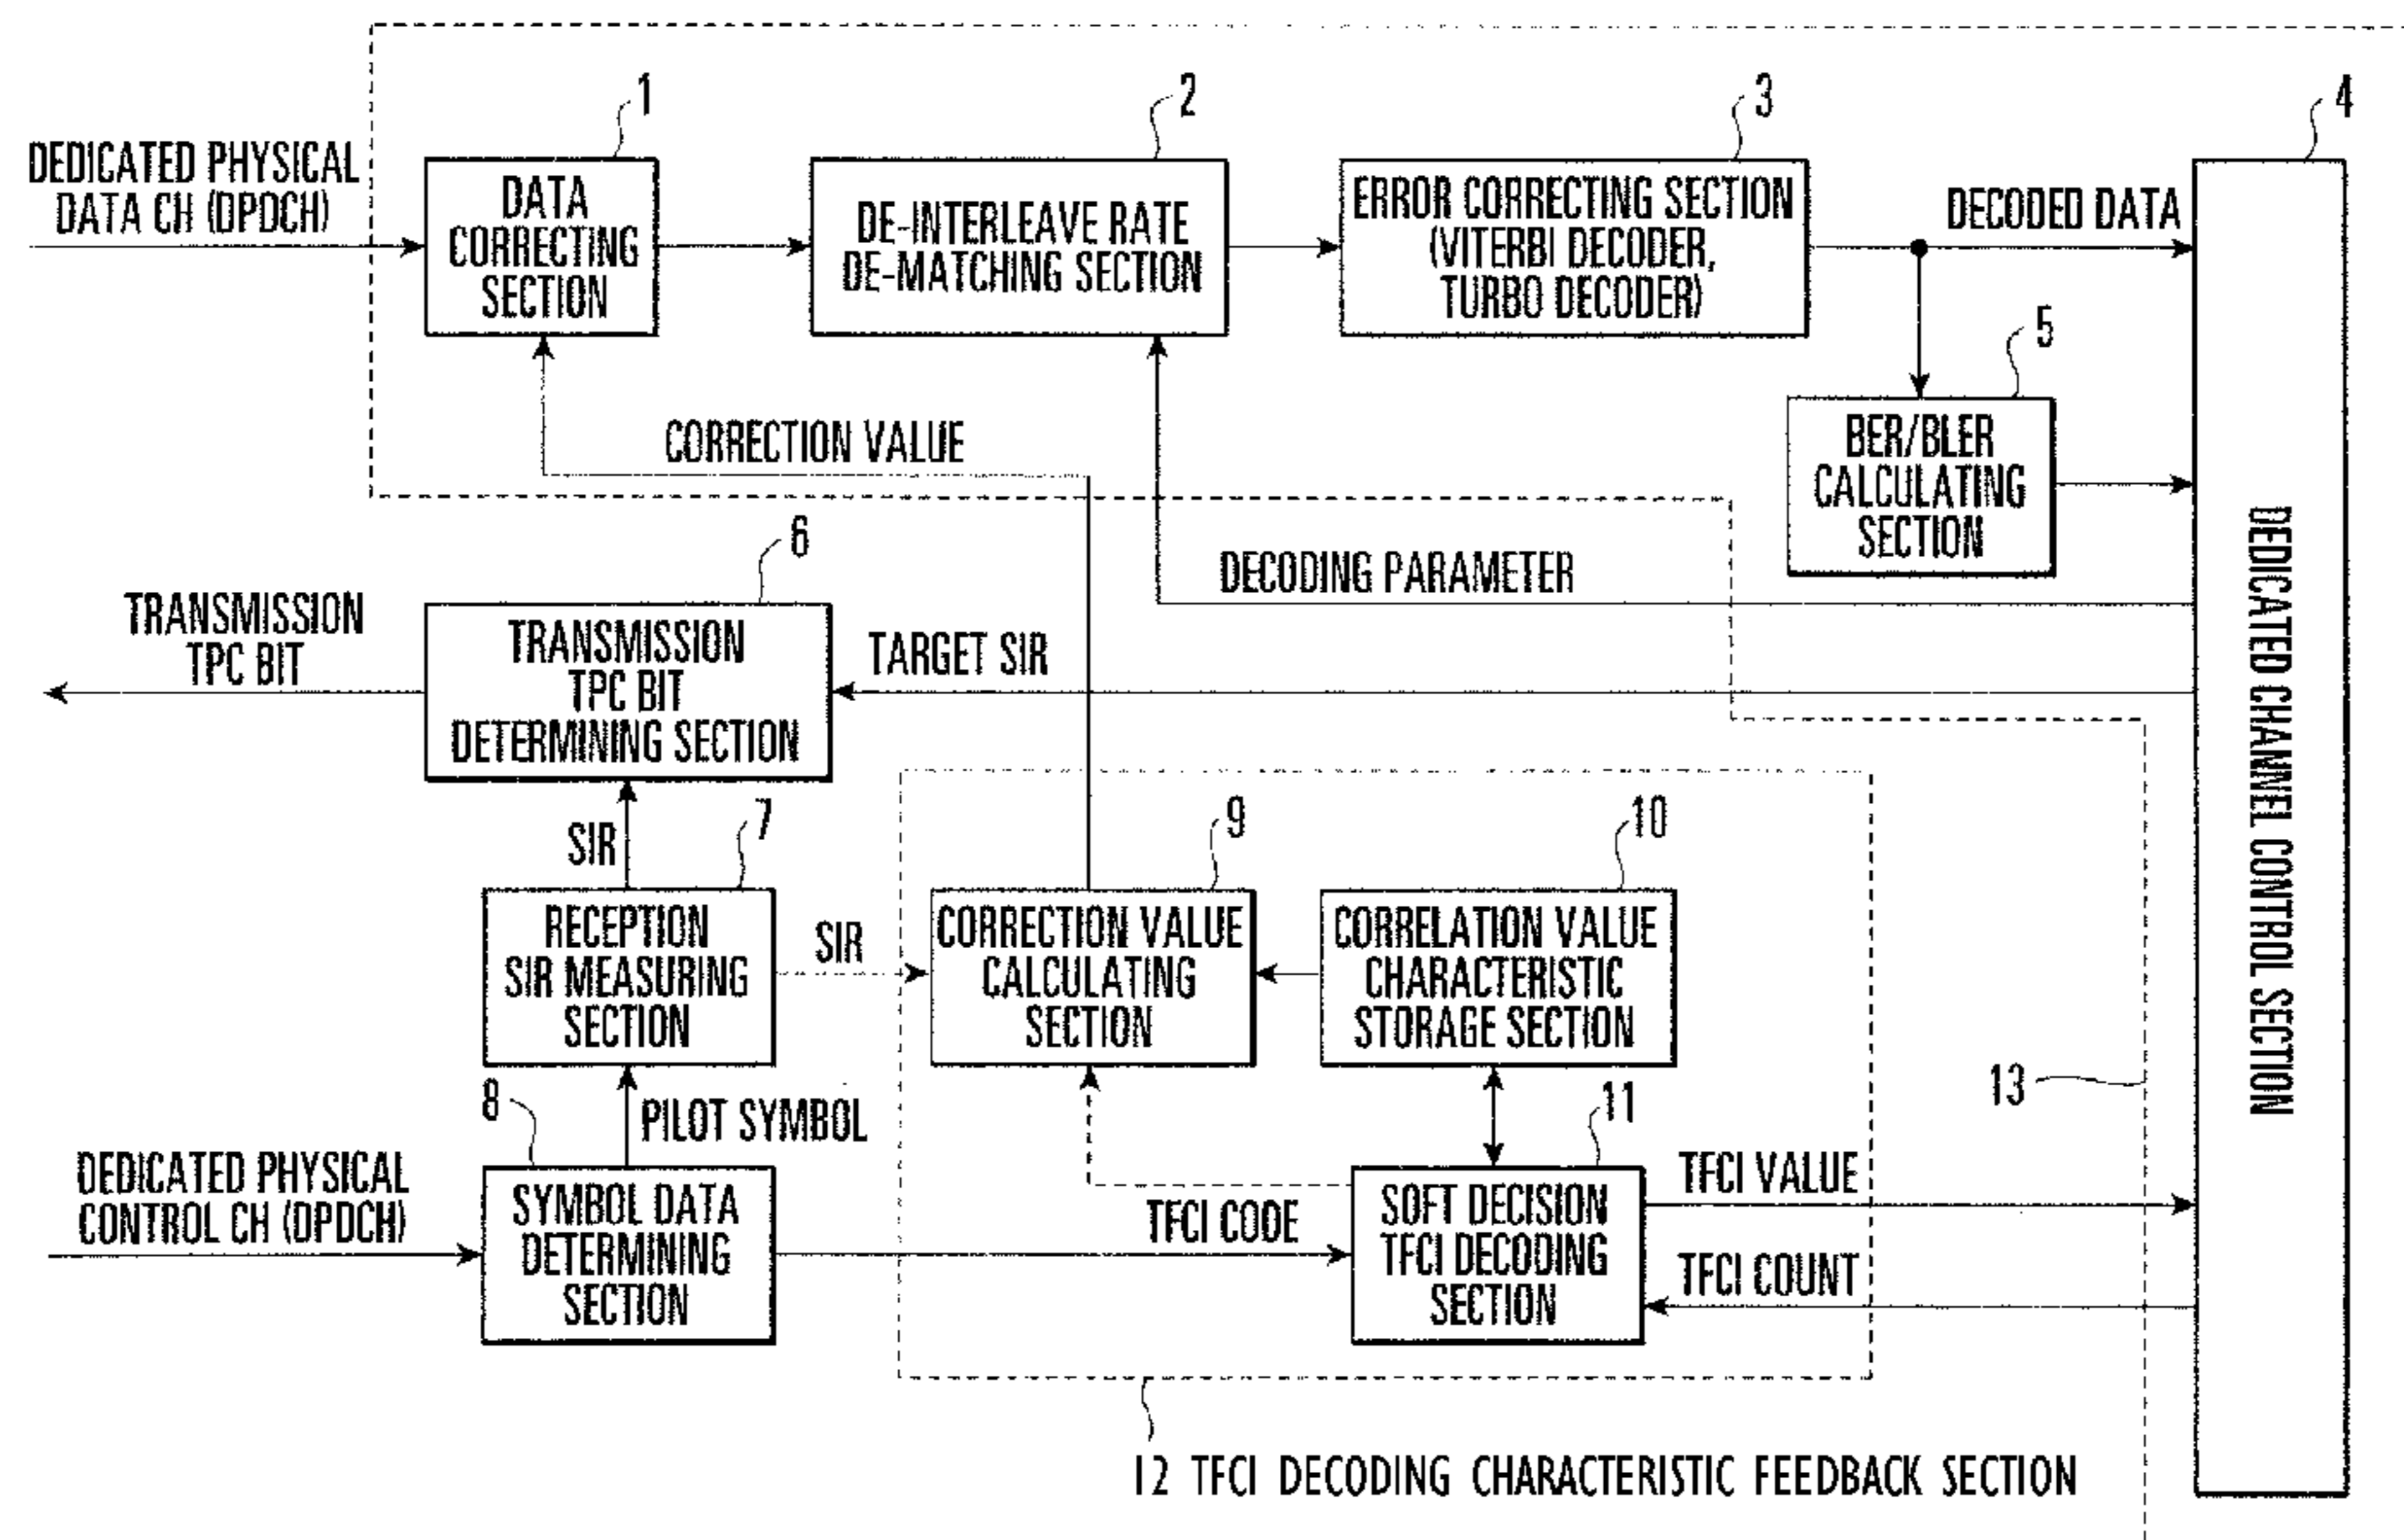 1
2
3
4
DEDICATED PHYSICAL
DATA CH (DPDCH)
DATA
CORRECTING
SECTION
DE-INTERLEAVE RATE
DE-MATCHING SECTION
ERROR CORRECTING SECTION
(VITERBI DECODER,
TURBO DECODER)
DECODED DATA
5
BER/BLER
CALCULATING
SECTION
CORRECTION VALUE
DECODING PARAMETER
6
TRANSMISSION
TPC BIT
TRANSMISSION
TPC BIT
DETERMINING SECTION
TARGET SIR
DEDICATED CHANNEL CONTROL SECTION
SIR
7
RECEPTION
SIR MEASURING
SECTION
SIR
9
CORRECTION VALUE
CALCULATING
SECTION
10
CORRELATION VALUE
CHARACTERISTIC
STORAGE SECTION
13
8
PILOT SYMBOL
11
DEDICATED PHYSICAL
CONTROL CH (DPDCH)
SYMBOL DATA
DETERMINING
SECTION
TFCI CODE
SOFT DECISION
TFCI DECODING
SECTION
TFCI VALUE
TFCI COUNT
12 TFCI DECODING CHARACTERISTIC FEEDBACK SECTION